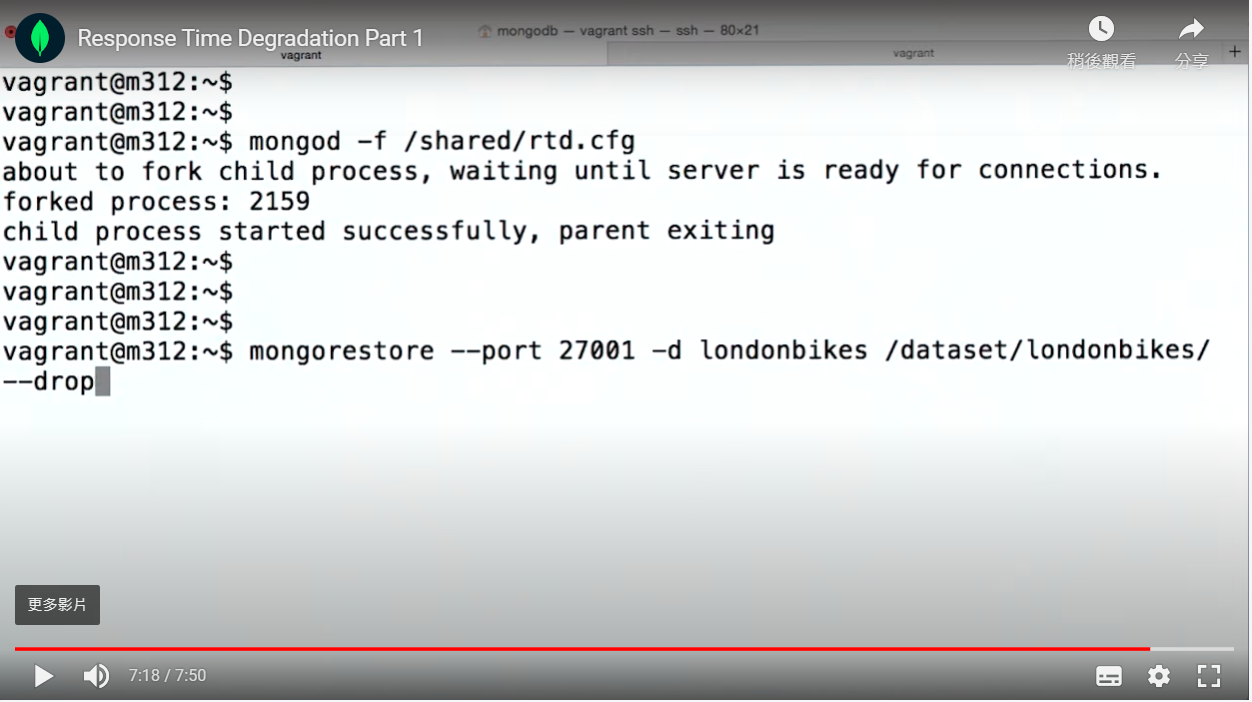 Response Time Degradation Part 1
mongodb — vagrant ssh — ssh — 80×21
稍後觀看
分享
vagrant
vagrant
+
vagrant@m312:~$
vagrant@m312:~$
vagrant@m312:~$ mongod -f /shared/rtd.cfg
about to fork child process, waiting until server is ready for connections.
forked process: 2159
child process started successfully, parent exiting
vagrant@m312:~$
vagrant@m312:~$
vagrant@m312:~$
vagrant@m312:~$ mongorestore --port 27001 -d londonbikes /dataset/londonbikes/
--drop
更多影片
7:18 / 7:50